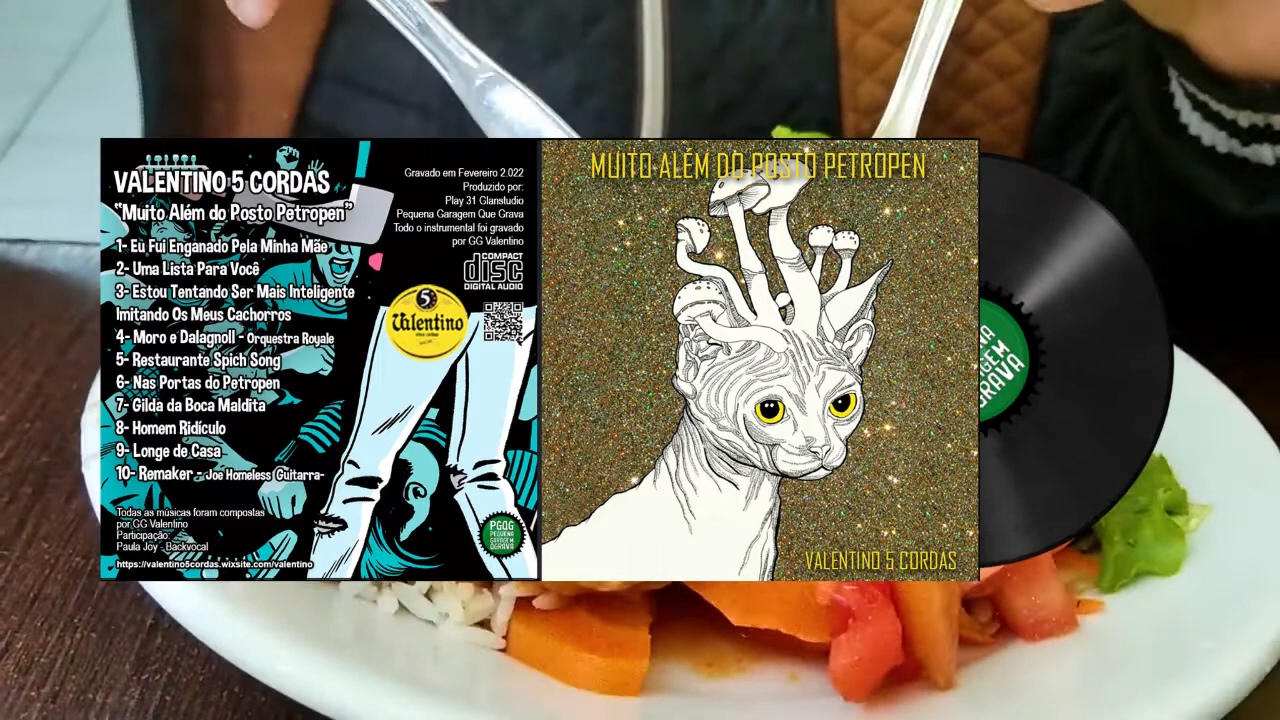 VALENTINO 5 CORDAS
"Muito Além do Posto Petropen"
1- Eu Fui Enganado Pela Minha Mãe
2- Uma Lista Para Você
3- Estou Tentando Ser Mais Inteligente
Imitando Os Meus Cachorros
4- Moro e Dalagnoll - Orquestra Royale
5- Restaurante Spich Song
6- Nas Portas do Petropen
7- Gilda da Boca Maldita
8- Homem Ridículo
9- Longe de Casa
10- Remaker - Joe Homeless Guitarra-
Todas as músicas foram compostas
por GG Valentino
Participação:
Paula Joy - Backvocal
https://valentino5cordas.wixsite.com/valentino
Gravado em Fevereiro 2.022
Produzido por:
Play 31 Glanstudio
Pequena Garagem Que Grava
Todo o instrumental foi gravado
por GG Valentino
COMPACT
disc
DIGITAL AUDIO
5
Valentino
PGQG
PEQUENA
GARAGEM
QGRAVA
MUITO ALÉM DO POSTO PETROPEN
VALENTINO 5 CORDAS